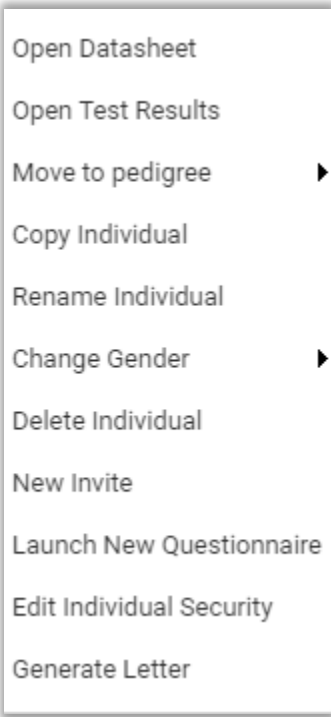 Open Datasheet
Open Test Results
Move to pedigree
Copy Individual
Rename Individual
Change Gender
Delete Individual
New Invite
Launch New Questionnaire
Edit Individual Security
Generate Letter